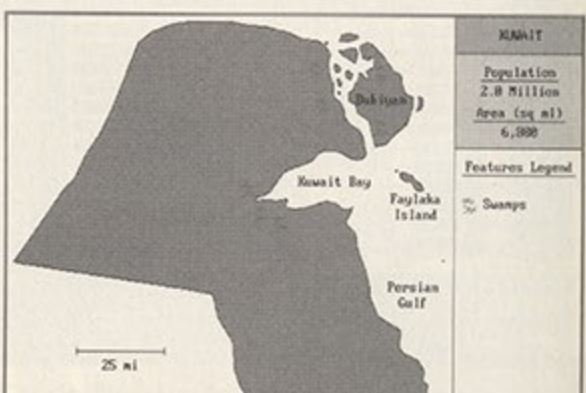 KUWAIT
Population
2.0 Million
Area (sq mi)
6,880
Features Legend
Swamps
Bubiyan
Kuwait Bay
Faylaka
Island
Persian
Gulf
25 mi